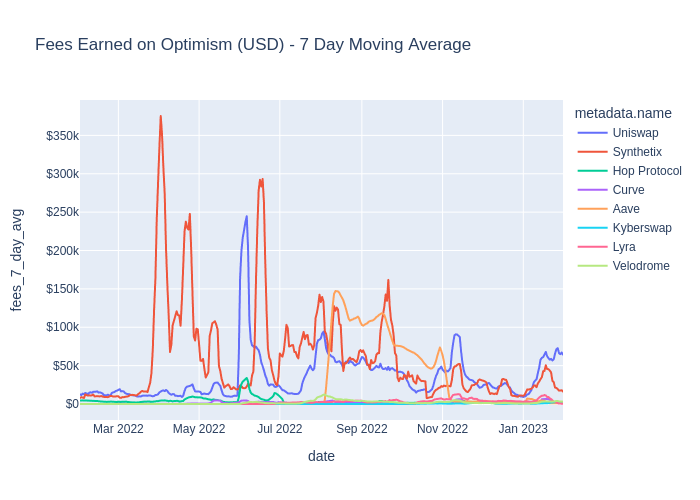 Fees Earned on Optimism (USD) - 7 Day Moving Average
metadata.name
Uniswap
Synthetix
Hop Protocol
Curve
Aave
Kyberswap
Lyra
Velodrome
fees_7_day_avg
$350k
$300k
$250k
$200k
$150k
$100k
$50k
$0
Mar 2022
May 2022
Jul 2022
Sep 2022
Nov 2022
Jan 2023
date